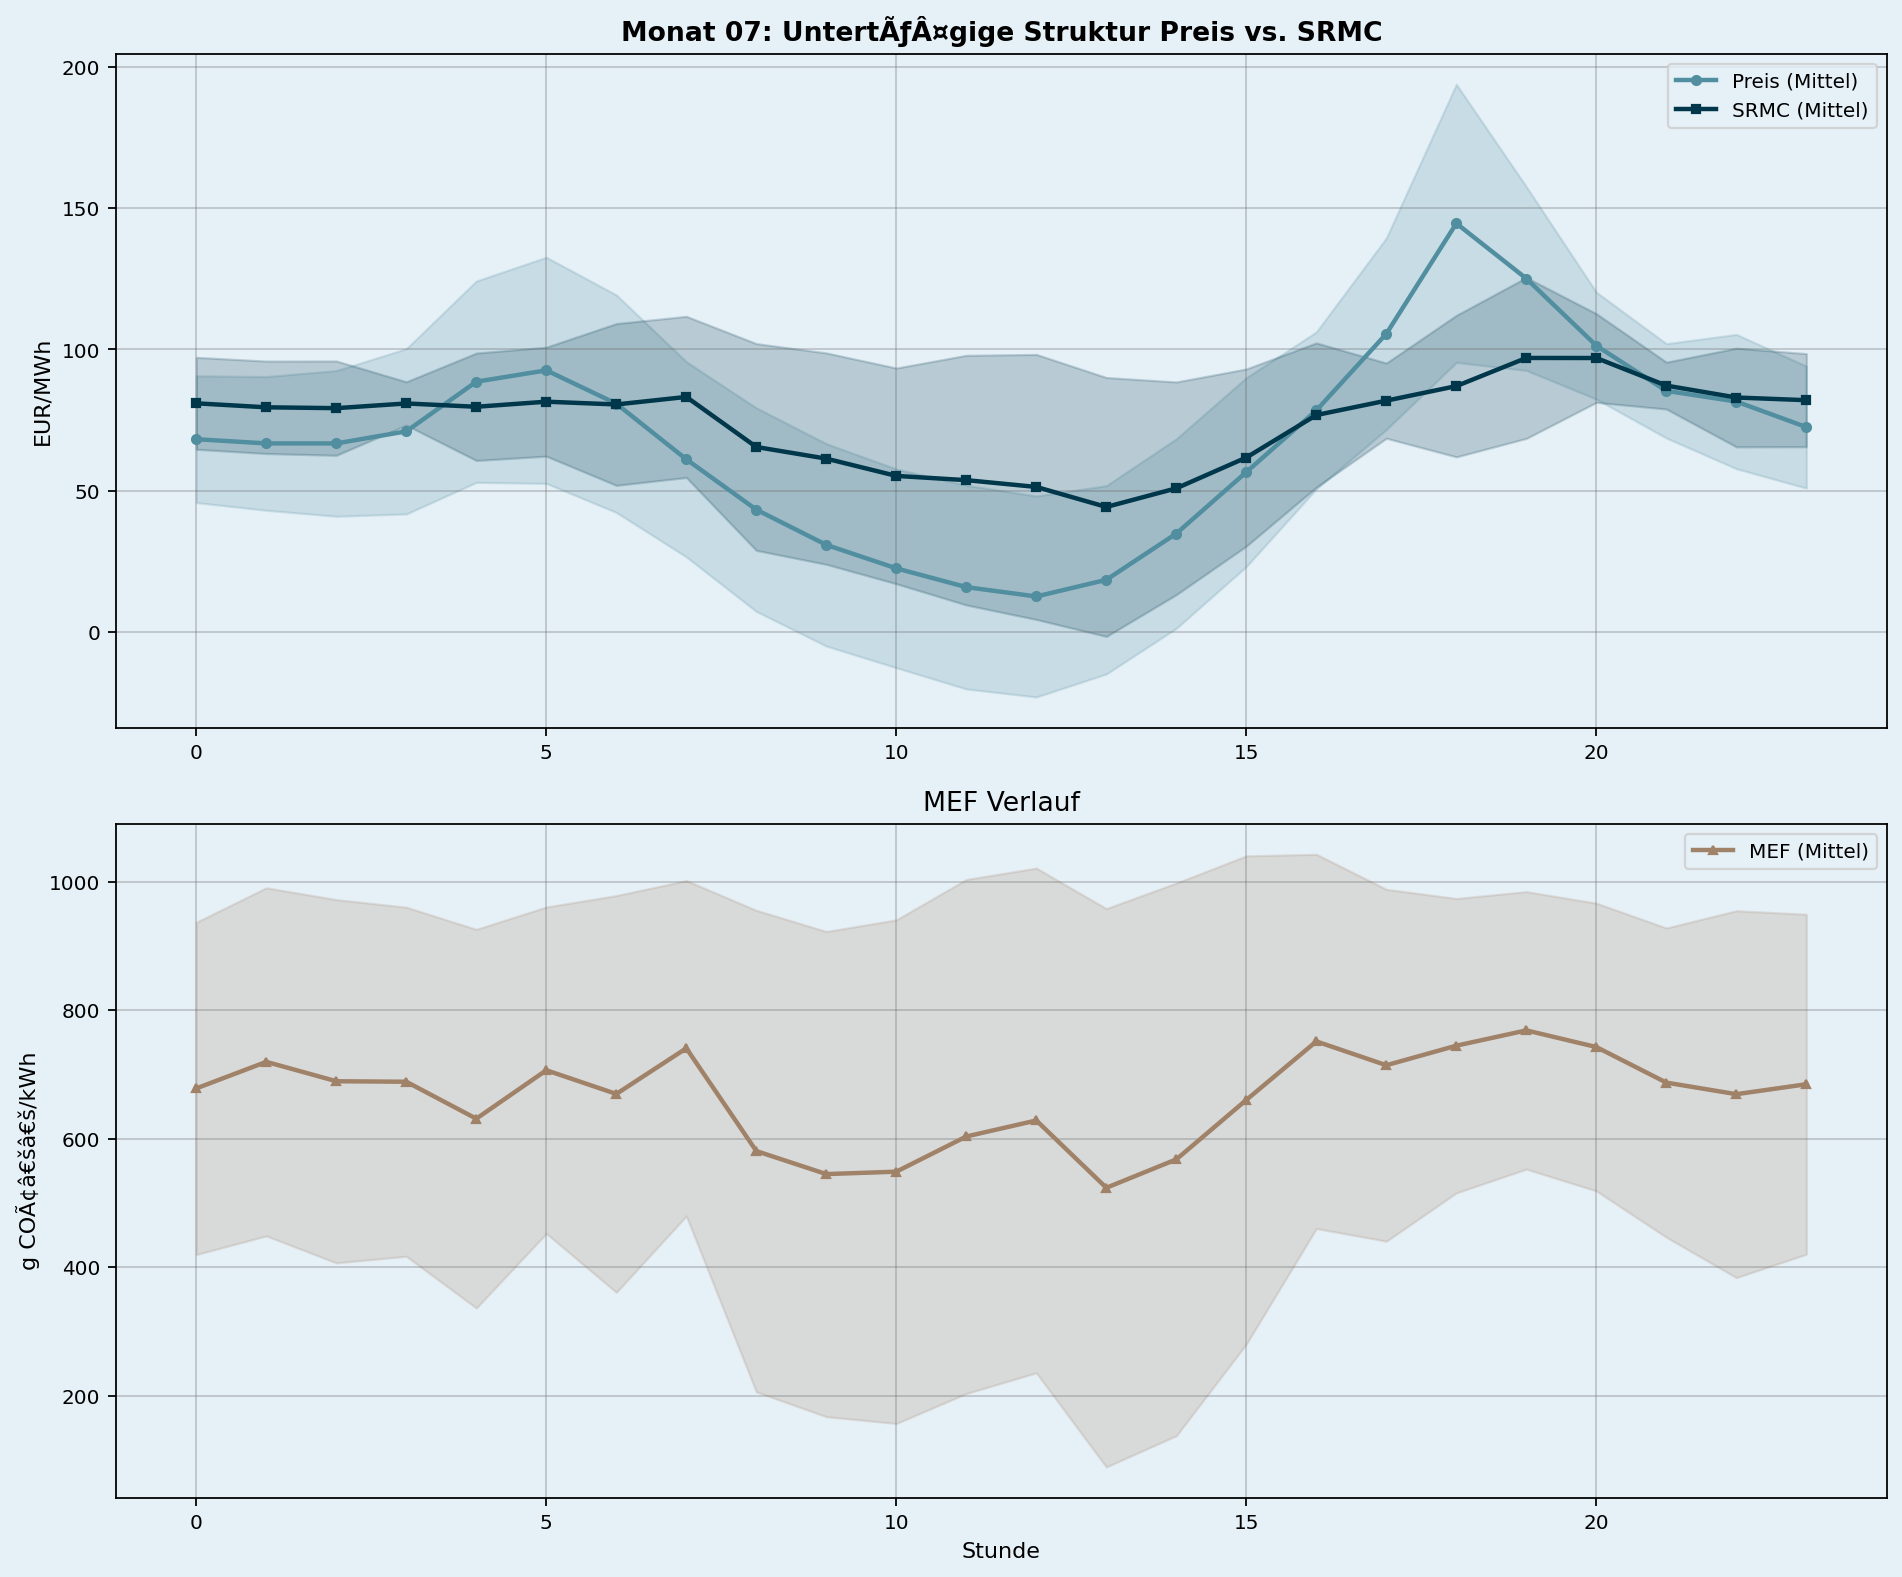 Monat 07: UntertÃƒÂ¤gige Struktur Preis vs. SRMC
200
150
100
50
0
EUR/MWh
Preis (Mittel)
SRMC (Mittel)
0 5 10 15 20
MEF Verlauf
1000
800
600
400
200
g COÃ¢â€šâ€š/kWh
MEF (Mittel)
0 5 10 15 20
Stunde